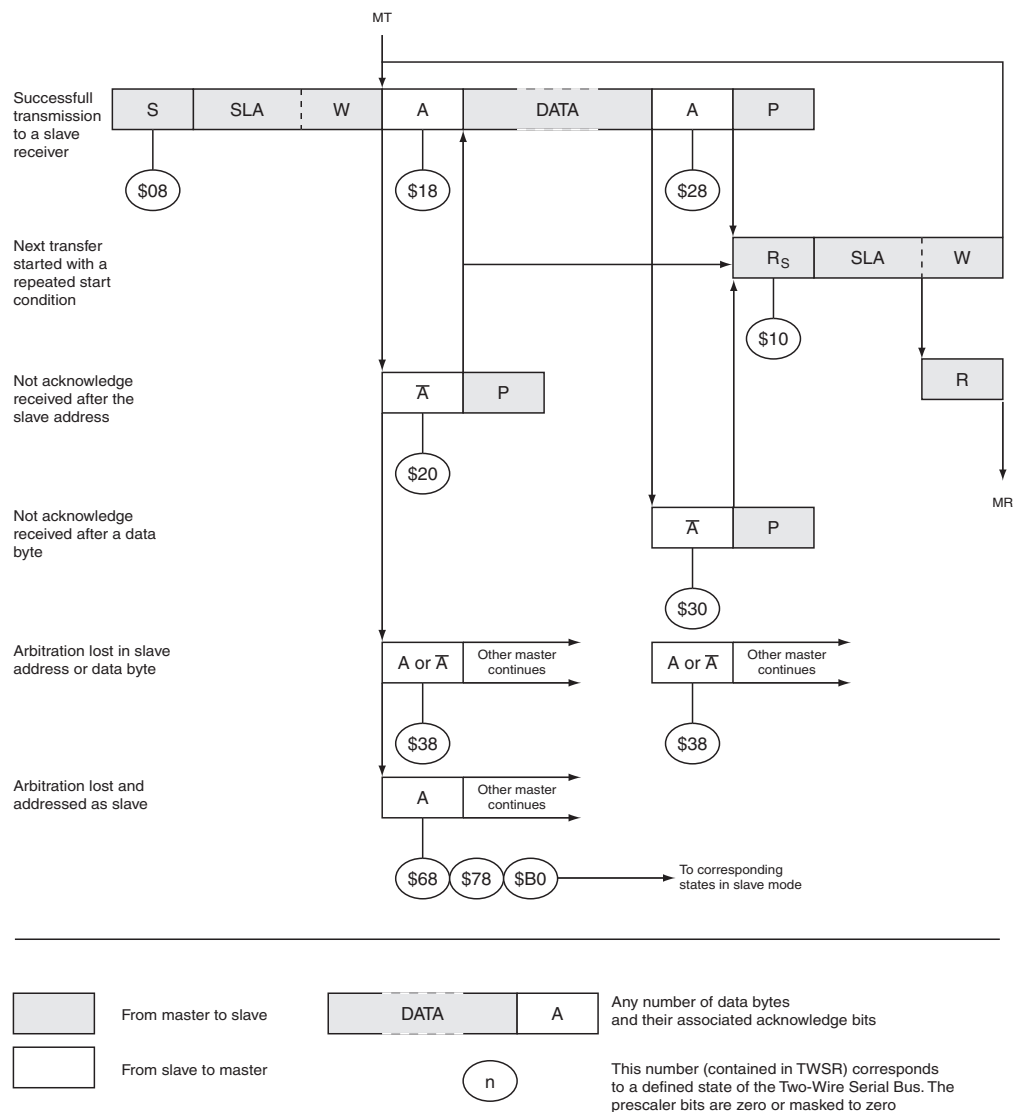 MT
Successfull
transmission
to a slave
receiver
S SLA W A DATA A P
$08 $18 $28
Next transfer
started with a
repeated start
condition
RS SLA W
$10
Not acknowledge
received after the
slave address
A̅ P
R
$20
MR
Not acknowledge
received after a data
byte
A̅ P
$30
Arbitration lost in slave
address or data byte
A or A̅ Other master
continues
A or A̅ Other master
continues
$38 $38
Arbitration lost and
addressed as slave
A Other master
continues
$68 $78 $B0
To corresponding
states in slave mode
From master to slave
DATA A
Any number of data bytes
and their associated acknowledge bits
From slave to master
n
This number (contained in TWSR) corresponds
to a defined state of the Two-Wire Serial Bus. The
prescaler bits are zero or masked to zero